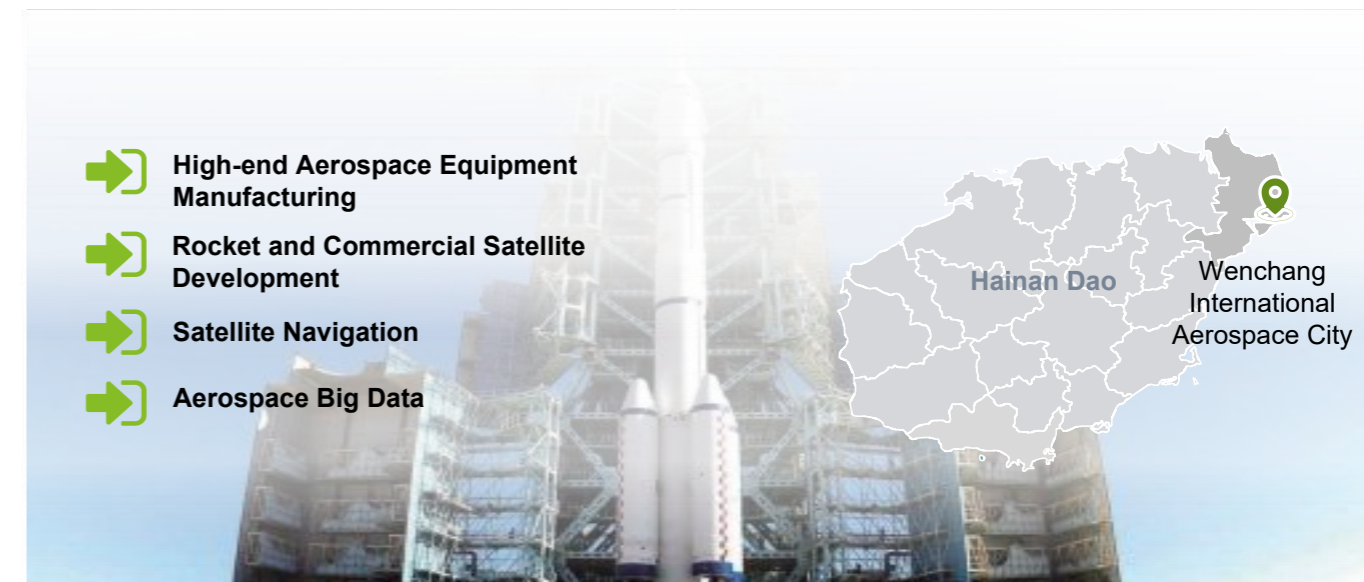 High-end Aerospace Equipment
Manufacturing
Rocket and Commercial Satellite
Development
Satellite Navigation
Aerospace Big Data
Hainan Dao
Wenchang
International
Aerospace City